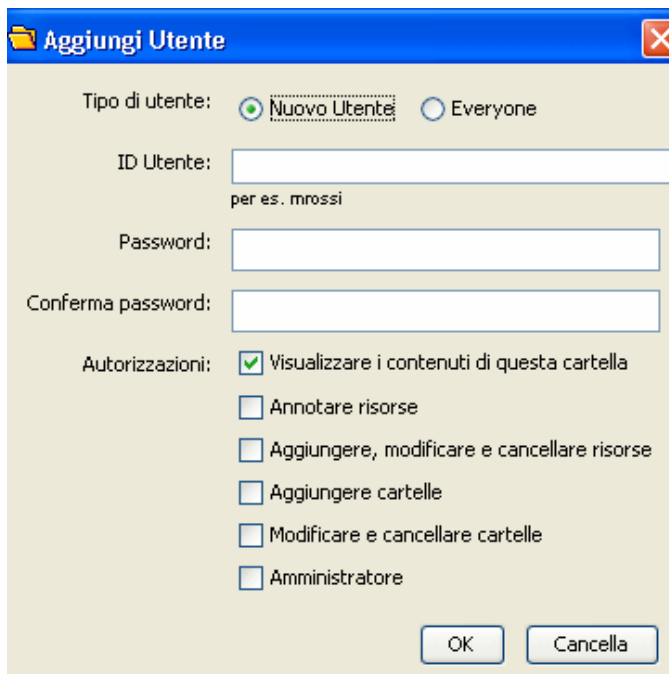 Aggiungi Utente
Tipo di utente: Nuovo Utente Everyone
ID Utente:
per es. mrossi
Password:
Conferma password:
Autorizzazioni: Visualizzare i contenuti di questa cartella
Annotare risorse
Aggiungere, modificare e cancellare risorse
Aggiungere cartelle
Modificare e cancellare cartelle
Amministratore
OK Cancella